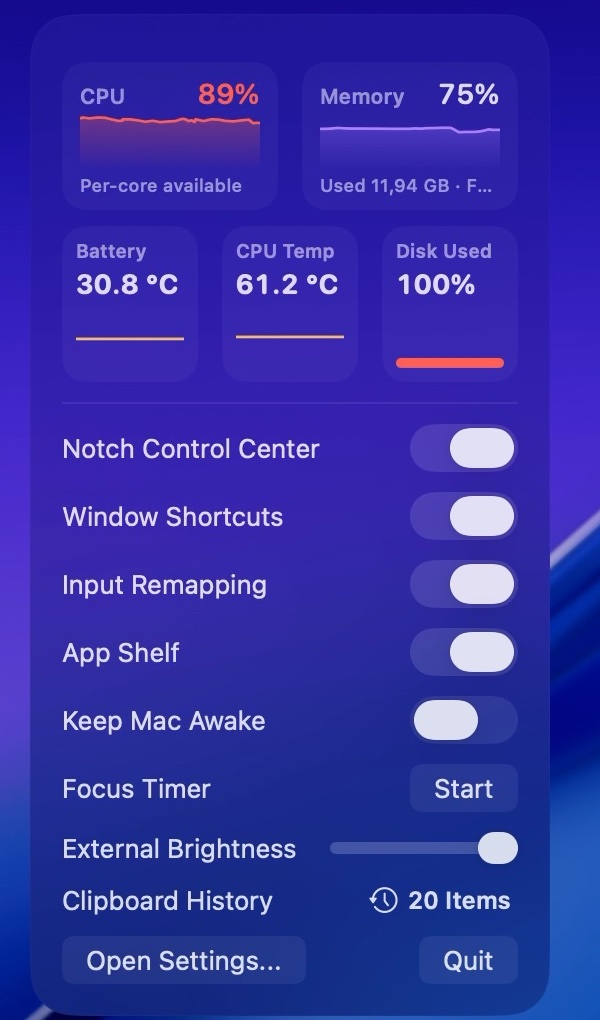 CPU 89%
Per-core available
Memory 75%
Used 11,94 GB · F...
Battery
30.8 °C
CPU Temp
61.2 °C
Disk Used
100%
Notch Control Center
Window Shortcuts
Input Remapping
App Shelf
Keep Mac Awake
Focus Timer Start
External Brightness
Clipboard History 20 Items
Open Settings... Quit